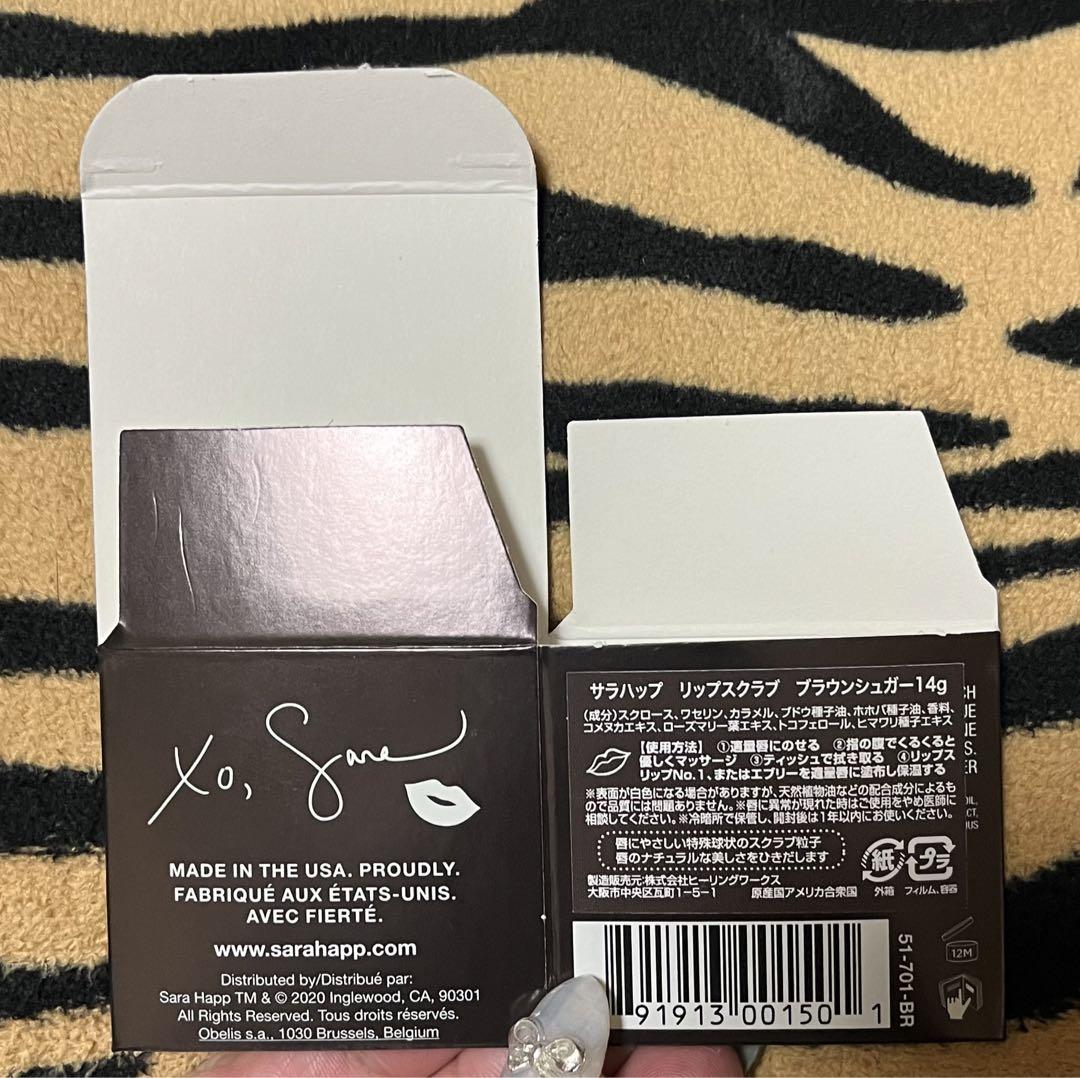 xo, Sara
MADE IN THE USA. PROUDLY.
FABRIQUÉ AUX ÉTATS-UNIS.
AVEC FIERTÉ.
www.sarahapp.com
Distributed by/Distribué par:
Sara Happ TM & © 2020 Inglewood, CA, 90301
All Rights Reserved. Tous droits réservés.
Obelis s.a., 1030 Brussels, Belgium
サラハップ リップスクラブ ブラウンシュガー14g
(成分)スクロース、ワセリン、カラメル、ブドウ種子油、ホホバ種子油、香料、
コメヌカエキス、ローズマリー葉エキス、トコフェロール、ヒマワリ種子エキス
【使用方法】 ①適量唇にのせる ②指の腹でくるくると
優しくマッサージ ③ティッシュで拭き取る ④リップス
リップNo.1、またはエブリーを適量唇に塗布し保湿する
※表面が白色になる場合がありますが、天然植物油などの配合成分によるも
ので品質には問題ありません。※唇に異常が現れた時はご使用をやめ医師に
相談してください。※冷暗所で保管し、開封後は1年以内にお使いください。
唇にやさしい特殊球状のスクラブ粒子
唇のナチュラルな美しさをひきだします
紙 プラ
外箱 フィルム、容器
製造販売元:株式会社ヒーリングワークス
大阪市中央区瓦町1-5-1 原産国アメリカ合衆国
91913 00150 1
51-701-BR
12M